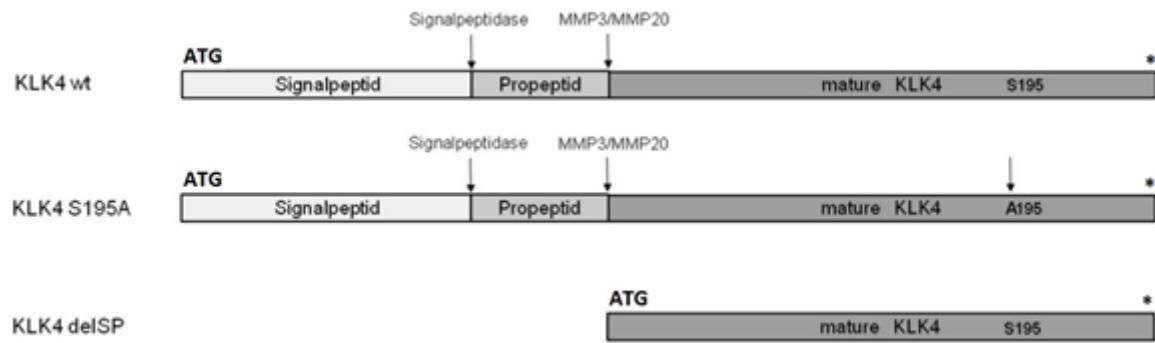 Signalpeptidase MMP3/MMP20
ATG *
KLK4 wt Signalpeptid Propeptid mature KLK4 S195
Signalpeptidase MMP3/MMP20
ATG *
KLK4 S195A Signalpeptid Propeptid mature KLK4 A195
ATG *
KLK4 delSP mature KLK4 S195